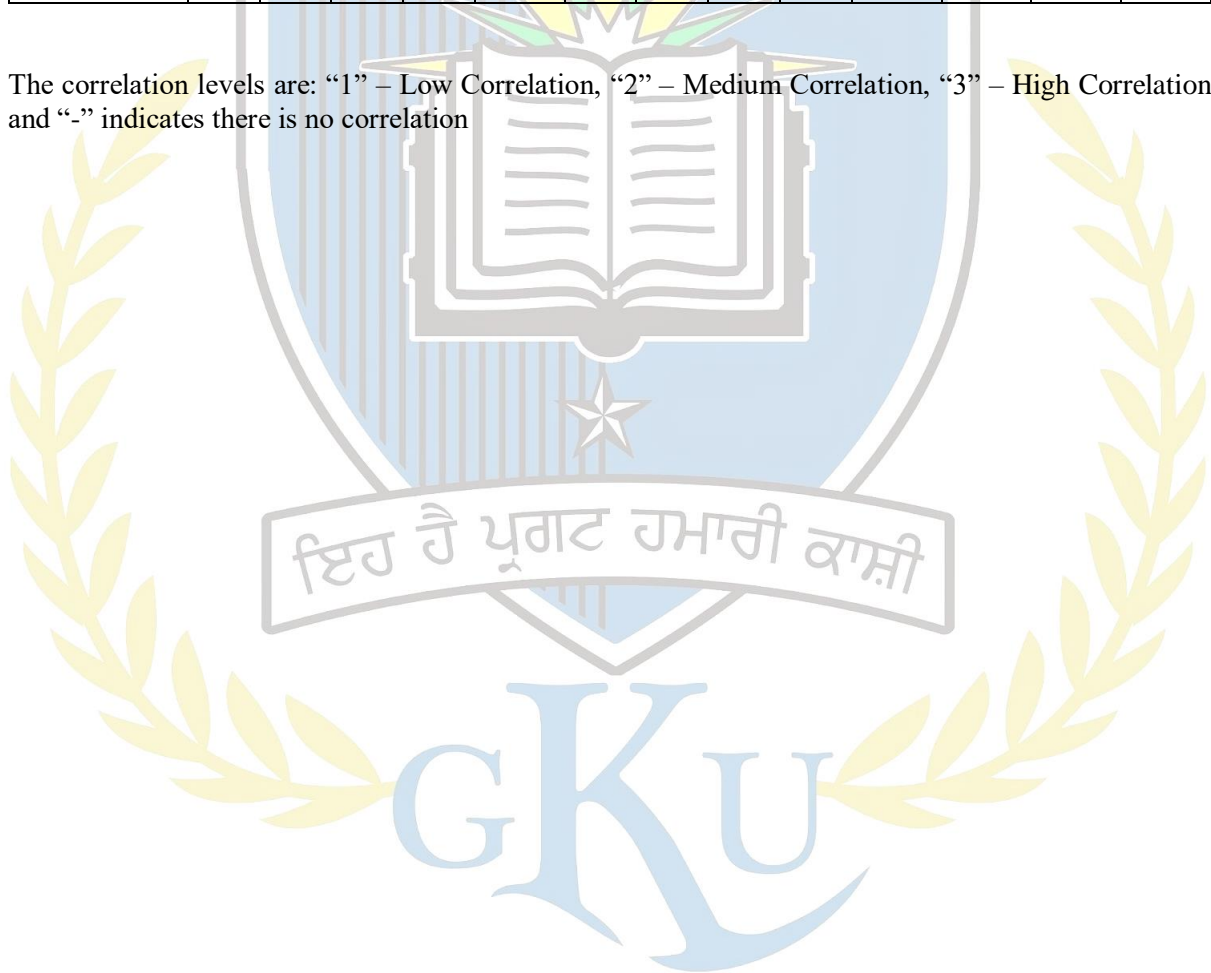 The correlation levels are: “1” – Low Correlation, “2” – Medium Correlation, “3” – High Correlation
and “-” indicates there is no correlation
ਇਹ ਹੈ ਪ੍ਰਗਟ ਹਮਾਰੀ ਕਾਸ਼ੀ
GKU